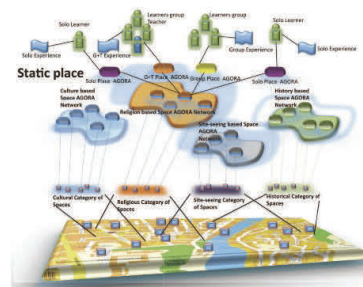 Solo Learner
Learners group
Teacher
Learners group
Solo Learner
Solo Experience
G+T Experience
Group Experience
Solo Experience
Static place
Solo Place AGORA
G+T Place AGORA
Group Place AGORA
Solo Place AGORA
Culture based
Space AGORA
Network
Religion based Space AGORA
Network
History based
Space AGORA
Network
Site-seeing based Space
AGORA
Network
Cultural Category of
Spaces
Religious Category of
Spaces
Site-seeing Category
of Spaces
Historical Category of
Spaces